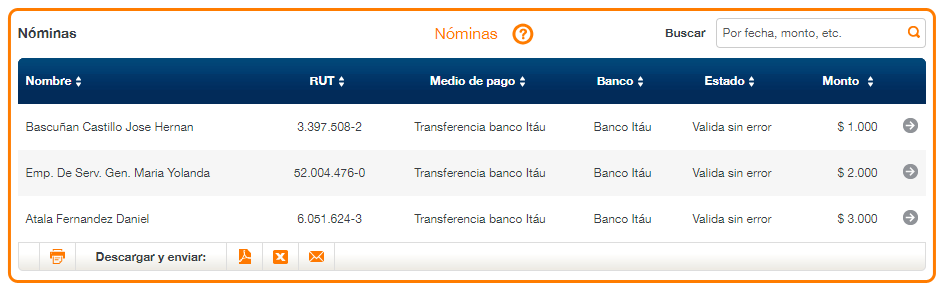 Nóminas Nóminas ? Buscar Por fecha, monto, etc.
Nombre RUT Medio de pago Banco Estado Monto
Bascuñan Castillo Jose Hernan 3.397.508-2 Transferencia banco Itáu Banco Itáu Valida sin error $ 1.000
Emp. De Serv. Gen. Maria Yolanda 52.004.476-0 Transferencia banco Itáu Banco Itáu Valida sin error $ 2.000
Atala Fernandez Daniel 6.051.624-3 Transferencia banco Itáu Banco Itáu Valida sin error $ 3.000
Descargar y enviar: